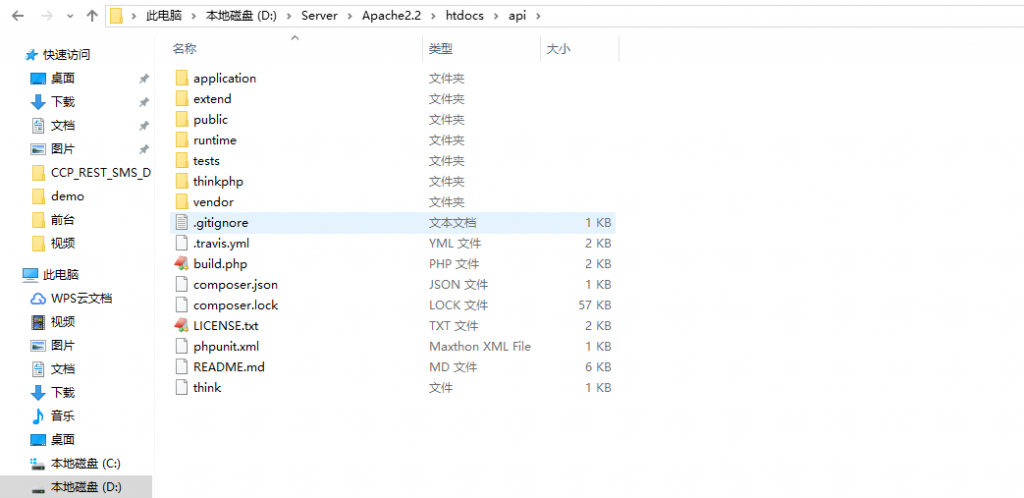 此电脑 › 本地磁盘 (D:) › Server › Apache2.2 › htdocs › api ›
快速访问
桌面
下载
文档
图片
CCP_REST_SMS_D
demo
前台
视频
此电脑
WPS云文档
视频
图片
文档
下载
音乐
桌面
本地磁盘 (C:)
本地磁盘 (D:)
名称 类型 大小
application 文件夹
extend 文件夹
public 文件夹
runtime 文件夹
tests 文件夹
thinkphp 文件夹
vendor 文件夹
.gitignore 文本文档 1 KB
.travis.yml YML 文件 2 KB
build.php PHP 文件 2 KB
composer.json JSON 文件 1 KB
composer.lock LOCK 文件 57 KB
LICENSE.txt TXT 文件 2 KB
phpunit.xml Maxthon XML File 1 KB
README.md MD 文件 6 KB
think 文件 1 KB